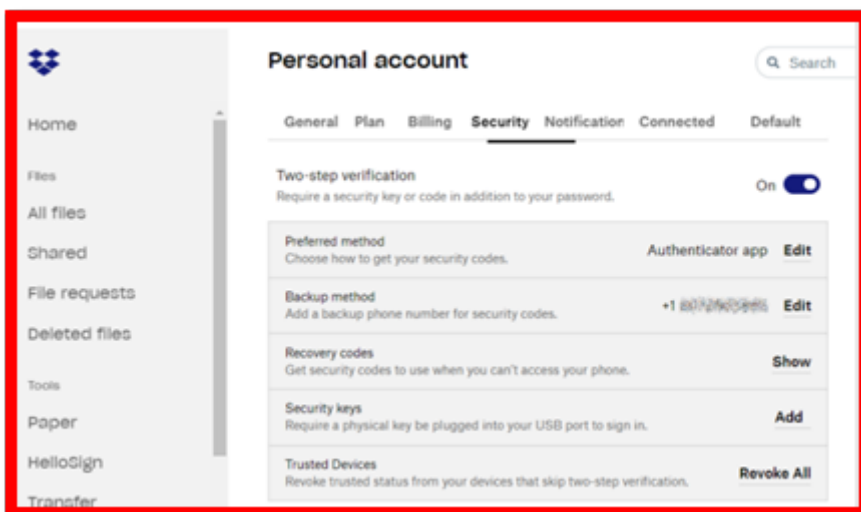 Personal account
Search
Home
Files
All files
Shared
File requests
Deleted files
Tools
Paper
HelloSign
Transfer
General Plan Billing Security Notification Connected Default
Two-step verification
Require a security key or code in addition to your password.
On
Preferred method
Choose how to get your security codes.
Authenticator app Edit
Backup method
Add a backup phone number for security codes.
+1 Edit
Recovery codes
Get security codes to use when you can't access your phone.
Show
Security keys
Require a physical key be plugged into your USB port to sign in.
Add
Trusted Devices
Revoke trusted status from your devices that skip two-step verification.
Revoke All